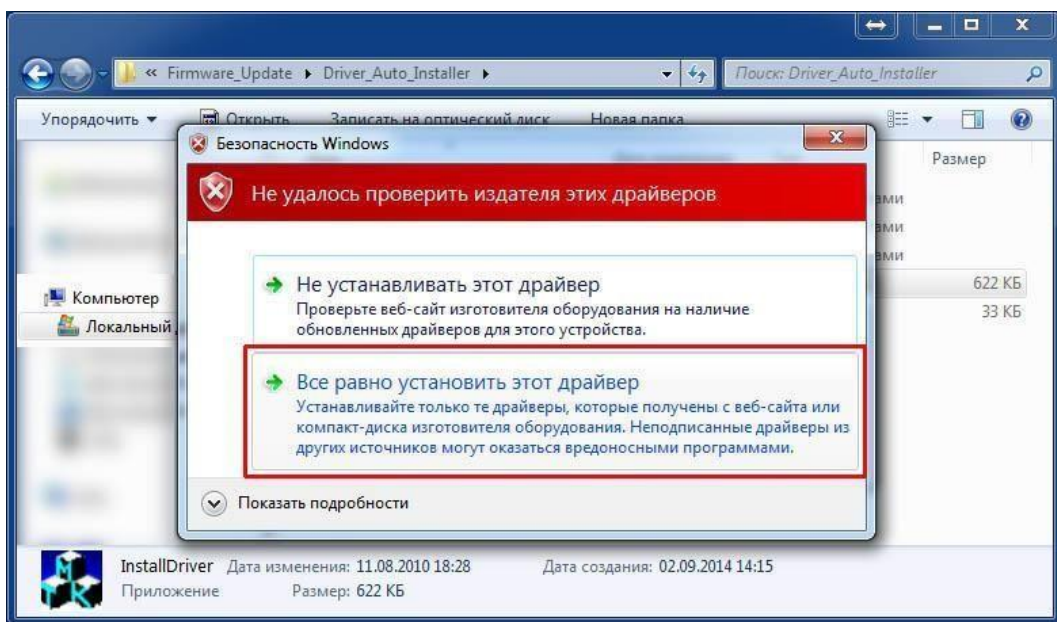 « Firmware_Update ▸ Driver_Auto_Installer ▸
Поиск: Driver_Auto_Installer
Упорядочить ▾ Открыть Записать на оптический диск Новая папка
Безопасность Windows
Размер
Не удалось проверить издателя этих драйверов
Не устанавливать этот драйвер
Проверьте веб-сайт изготовителя оборудования на наличие
обновленных драйверов для этого устройства.
622 КБ
33 КБ
Компьютер
Локальный
Все равно установить этот драйвер
Устанавливайте только те драйверы, которые получены с веб-сайта или
компакт-диска изготовителя оборудования. Неподписанные драйверы из
других источников могут оказаться вредоносными программами.
Показать подробности
InstallDriver Дата изменения: 11.08.2010 18:28 Дата создания: 02.09.2014 14:15
Приложение Размер: 622 КБ
MTK